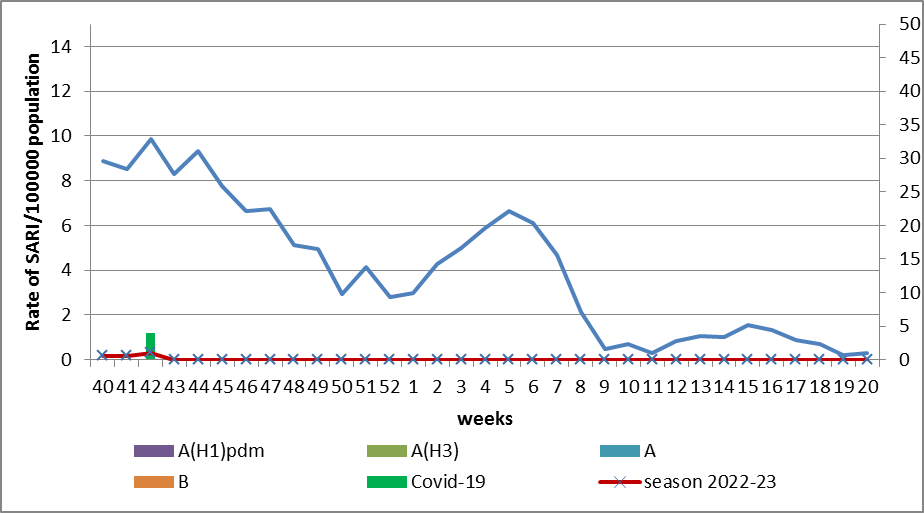 Rate of SARI/100000 population
14 50
12 45
10 40
8 35
6 30
4 25
2 20
0 15
10
5
0
40 41 42 43 44 45 46 47 48 49 50 51 52 1 2 3 4 5 6 7 8 9 10 11 12 13 14 15 16 17 18 19 20
weeks
A(H1)pdm A(H3) A
B Covid-19 season 2022-23